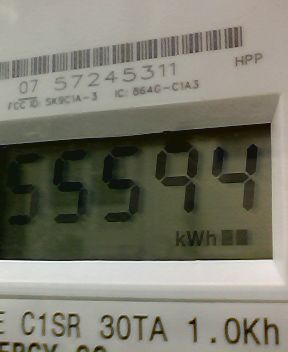 07 57245311
HPP
FCC ID: SK9C1A-3 IC: 864G-C1A3
55594
kWh
E C1SR 30TA 1.0Kh